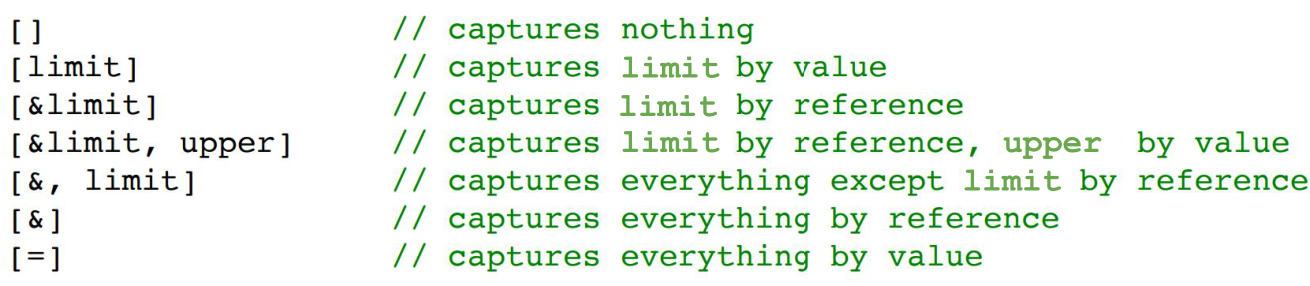 [] // captures nothing
[limit] // captures limit by value
[&limit] // captures limit by reference
[&limit, upper] // captures limit by reference, upper by value
[&, limit] // captures everything except limit by reference
[&] // captures everything by reference
[=] // captures everything by value